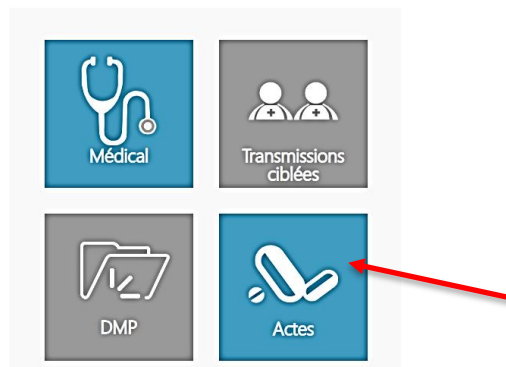 Médical
Transmissions
ciblées
DMP
Actes